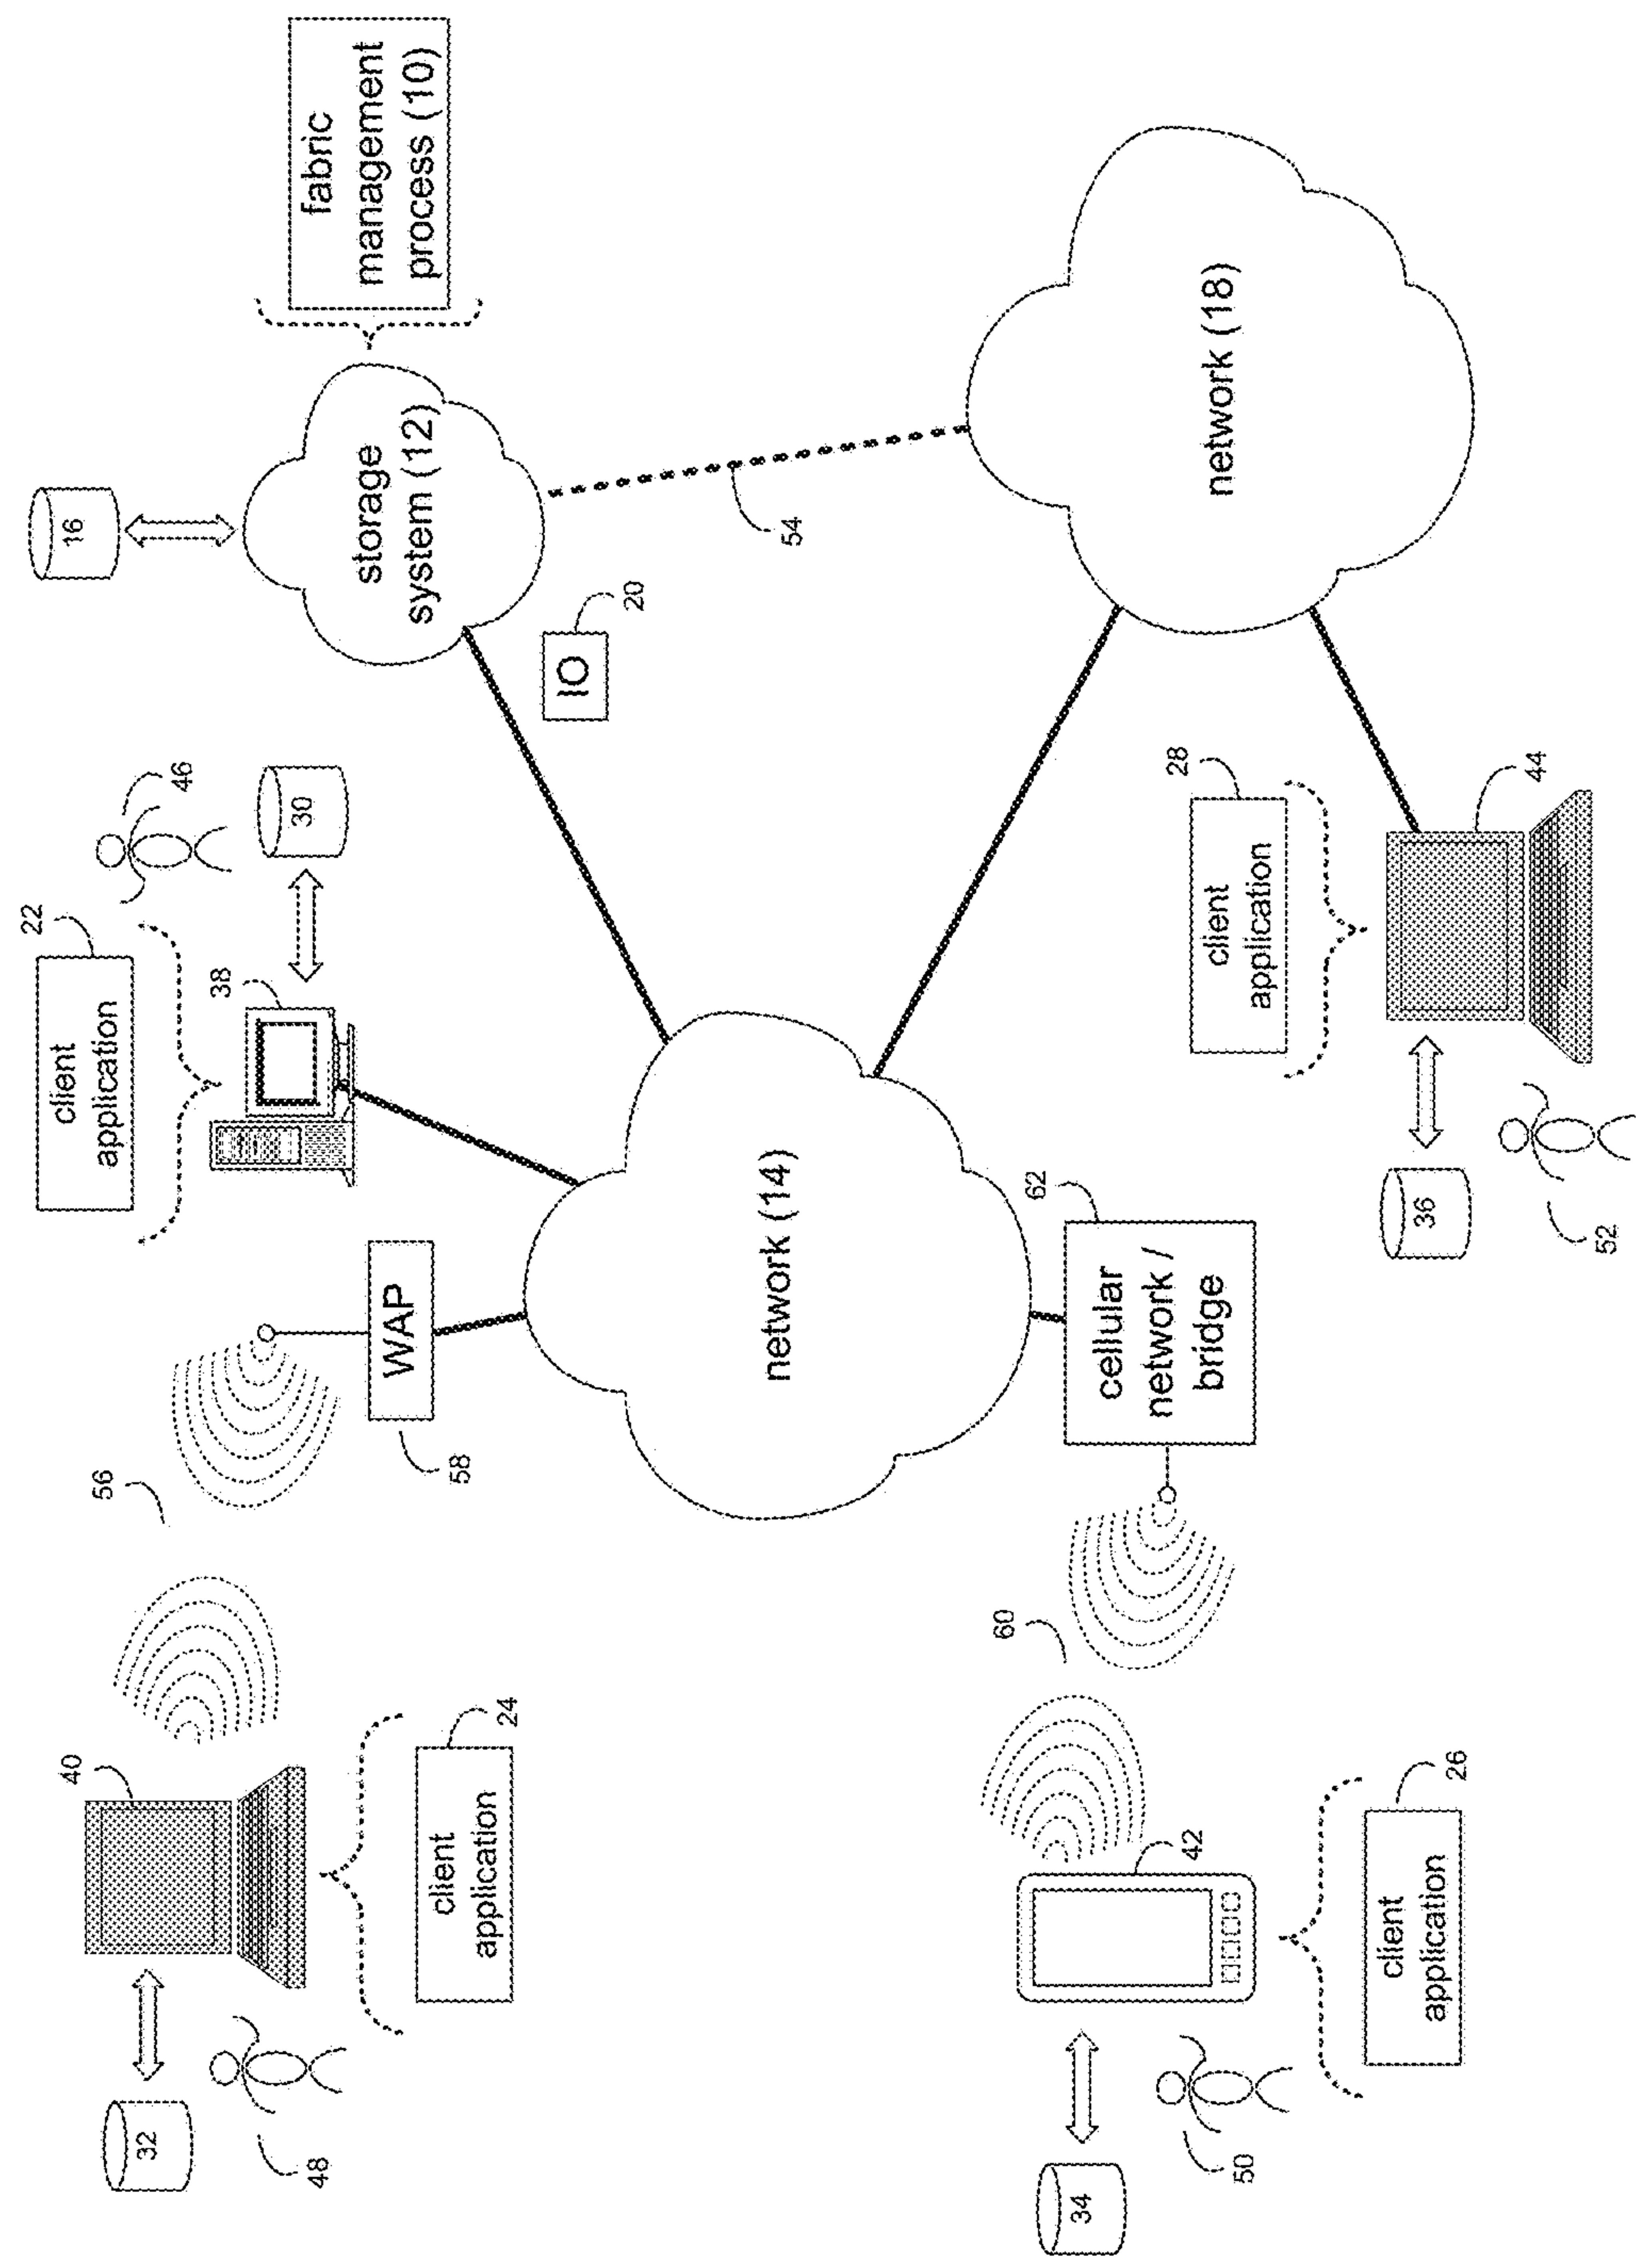 22
46
16
40
56
client
application
38
32
30
fabric
management
process (10)
48
storage
system (12)
WAP
58
24
client
application
IO
20
network (14)
54
60
62
cellular
network /
bridge
34
42
50
network (18)
28
client
application
26
client
application
36
44
52